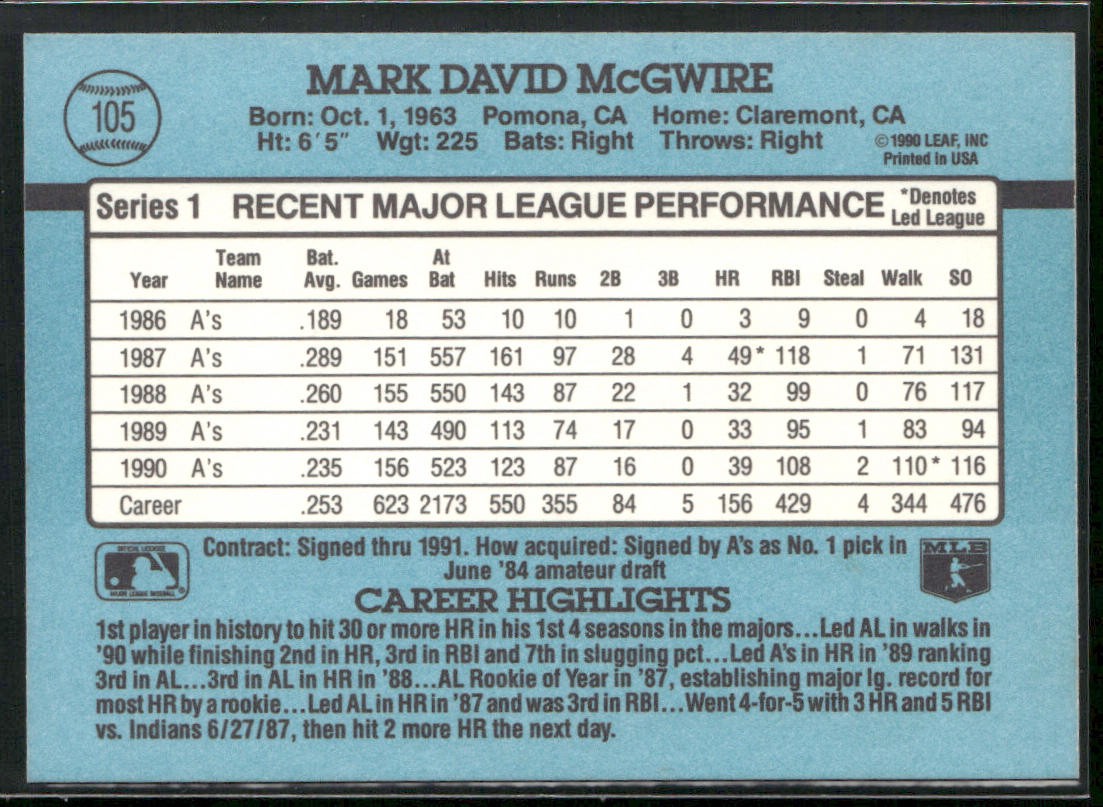 105
MARK DAVID McGWIRE
Born: Oct. 1, 1963 Pomona, CA Home: Claremont, CA
Ht: 6'5" Wgt: 225 Bats: Right Throws: Right
©1990 LEAF, INC
Printed in USA
Series 1 RECENT MAJOR LEAGUE PERFORMANCE *Denotes Led League
Year Team Name Bat. Avg. Games At Bat Hits Runs 2B 3B HR RBI Steal Walk SO
1986 A's .189 18 53 10 10 1 0 3 9 0 4 18
1987 A's .289 151 557 161 97 28 4 49* 118 1 71 131
1988 A's .260 155 550 143 87 22 1 32 99 0 76 117
1989 A's .231 143 490 113 74 17 0 33 95 1 83 94
1990 A's .235 156 523 123 87 16 0 39 108 2 110* 116
Career .253 623 2173 550 355 84 5 156 429 4 344 476
OFFICIAL LICENSEE
MAJOR LEAGUE BASEBALL
Contract: Signed thru 1991. How acquired: Signed by A's as No. 1 pick in
June '84 amateur draft
MLB
CAREER HIGHLIGHTS
1st player in history to hit 30 or more HR in his 1st 4 seasons in the majors...Led AL in walks in
'90 while finishing 2nd in HR, 3rd in RBI and 7th in slugging pct...Led A's in HR in '89 ranking
3rd in AL...3rd in AL in HR in '88...AL Rookie of Year in '87, establishing major lg. record for
most HR by a rookie...Led AL in HR in '87 and was 3rd in RBI...Went 4-for-5 with 3 HR and 5 RBI
vs. Indians 6/27/87, then hit 2 more HR the next day.